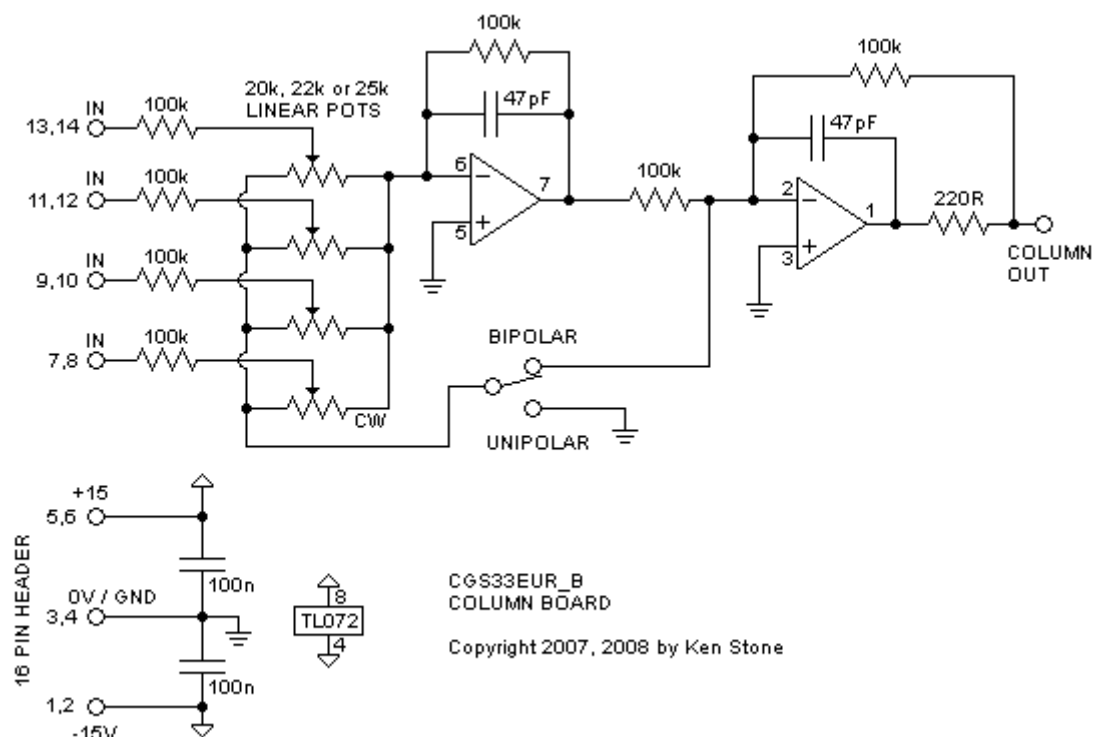 100k
100k
20k, 22k or 25k
LINEAR POTS
IN
100k
13,14
47pF
47pF
IN
100k
11,12
6
7
5
100k
2
1
3
220R
COLUMN
OUT
IN
100k
9,10
IN
100k
7,8
BIPOLAR
CW
UNIPOLAR
+15
5,6
100n
16 PIN HEADER
0V / GND
3,4
8
TL072
4
100n
1,2
-15V
CGS33EUR_B
COLUMN BOARD
Copyright 2007, 2008 by Ken Stone